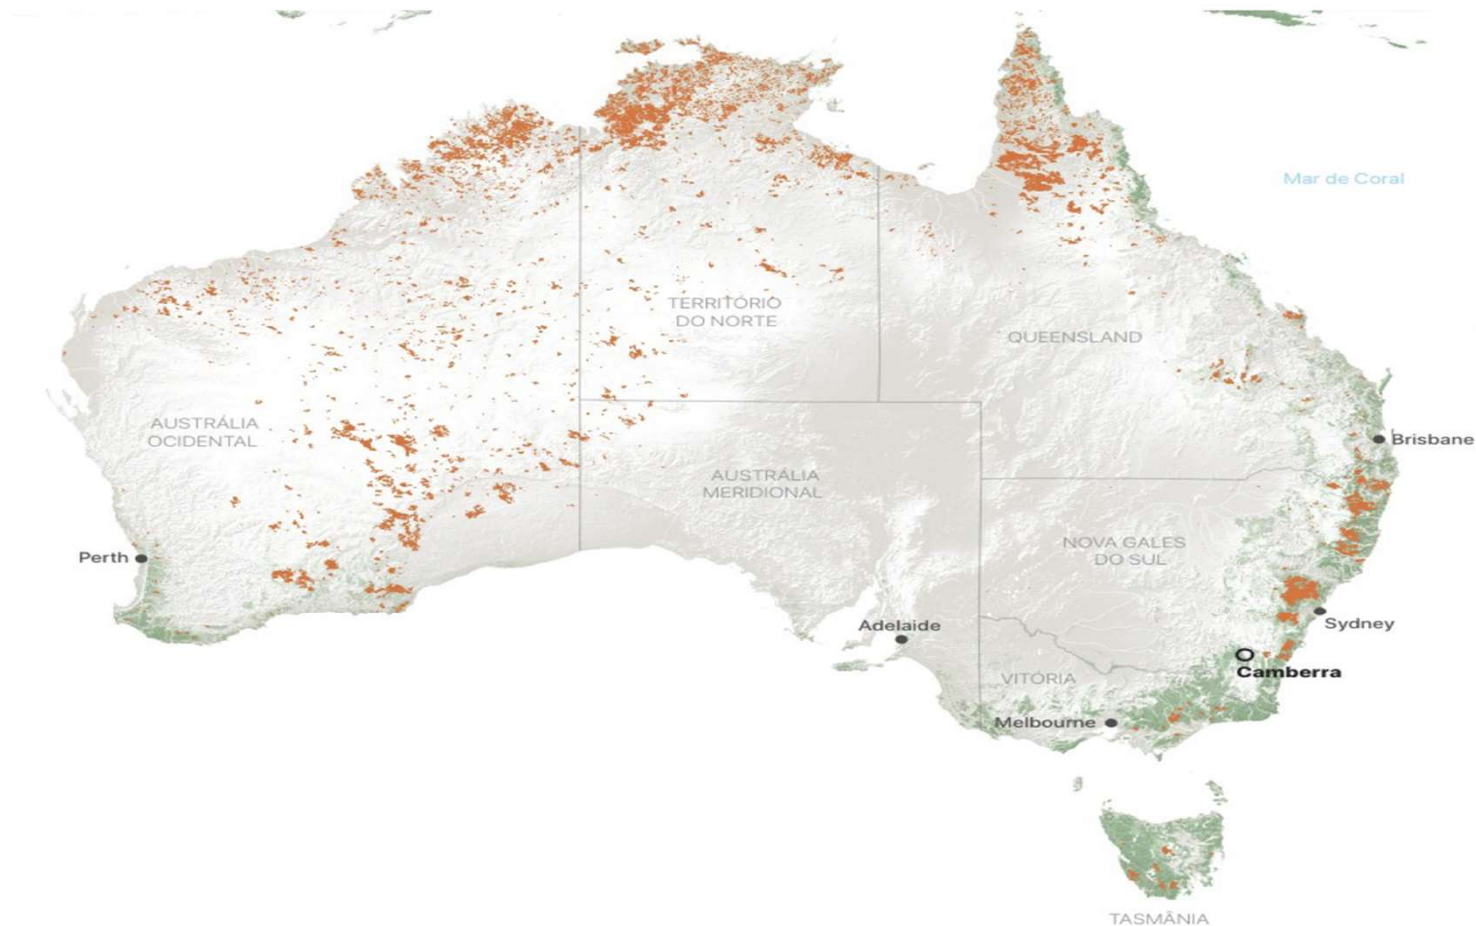 Mar de Coral
TERRITÓRIO
DO NORTE
QUEENSLAND
AUSTRÁLIA
OCIDENTAL
Brisbane
AUSTRÁLIA
MERIDIONAL
NOVA GALES
DO SUL
Perth
Adelaide
Sydney
Camberra
VITÓRIA
Melbourne
TASMÂNIA